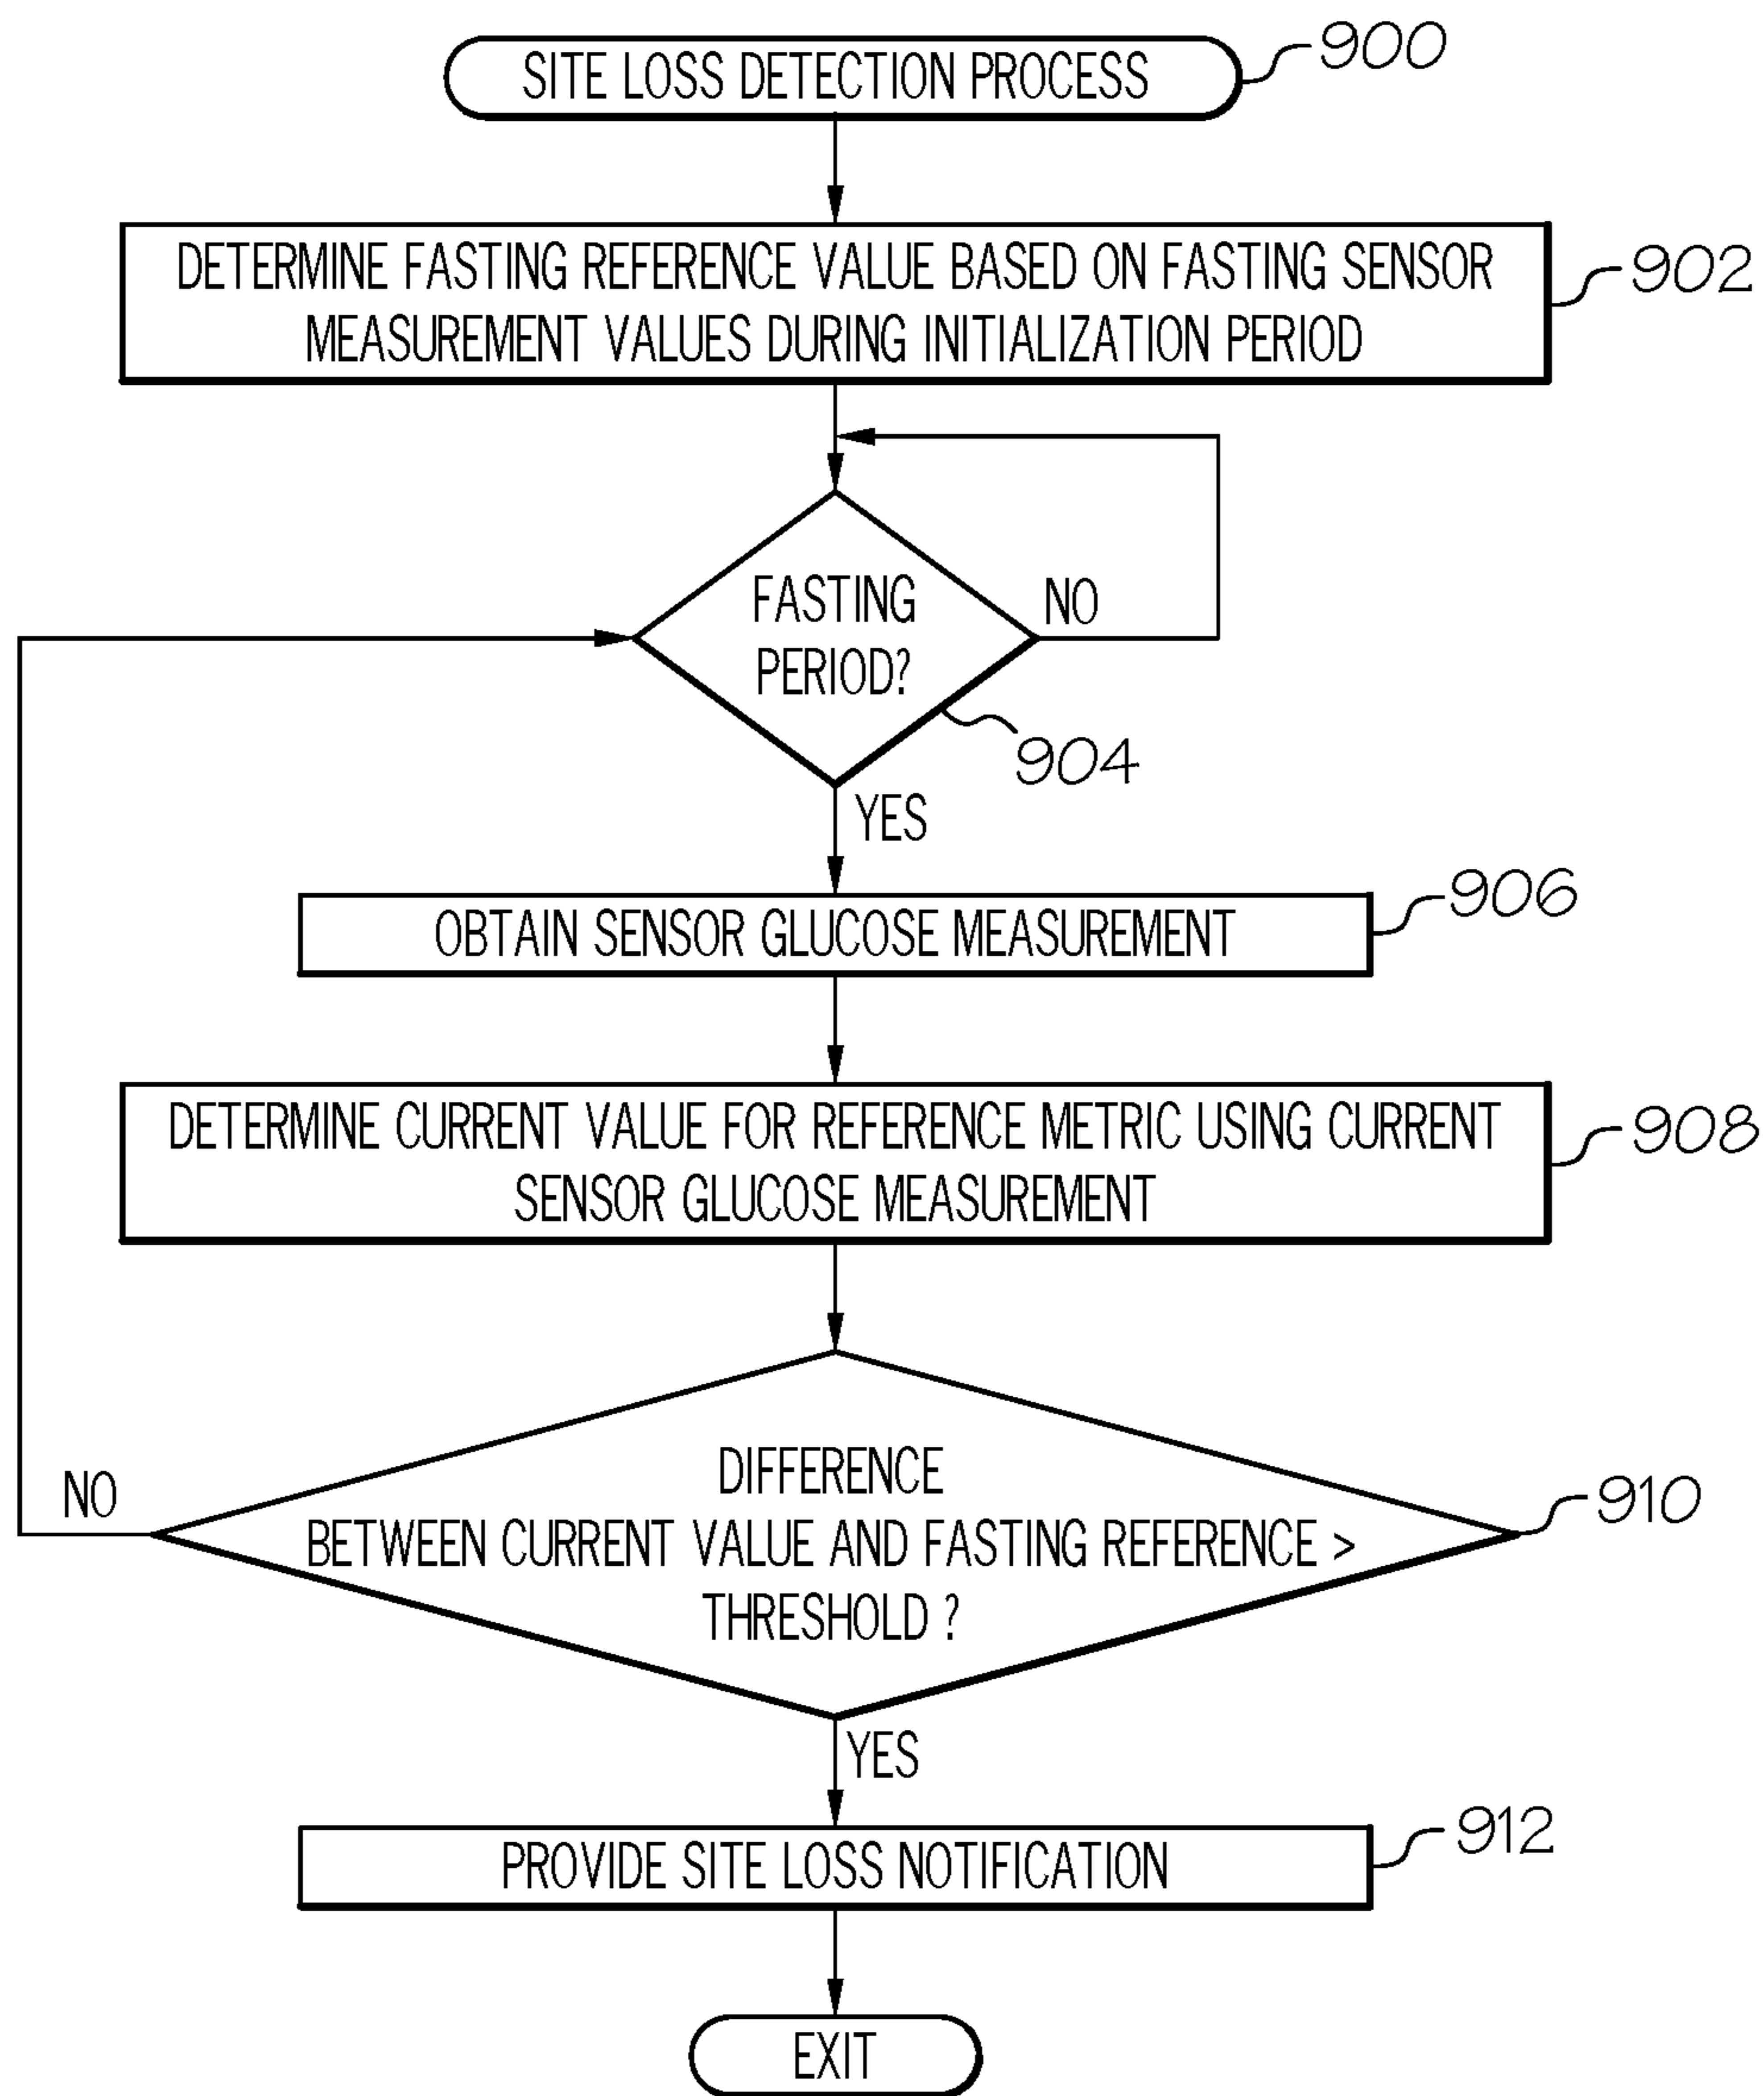 SITE LOSS DETECTION PROCESS
900
DETERMINE FASTING REFERENCE VALUE BASED ON FASTING SENSOR
MEASUREMENT VALUES DURING INITIALIZATION PERIOD
902
FASTING
PERIOD?
NO
904
YES
OBTAIN SENSOR GLUCOSE MEASUREMENT
906
DETERMINE CURRENT VALUE FOR REFERENCE METRIC USING CURRENT
SENSOR GLUCOSE MEASUREMENT
908
DIFFERENCE
BETWEEN CURRENT VALUE AND FASTING REFERENCE >
THRESHOLD ?
NO
910
YES
PROVIDE SITE LOSS NOTIFICATION
912
EXIT